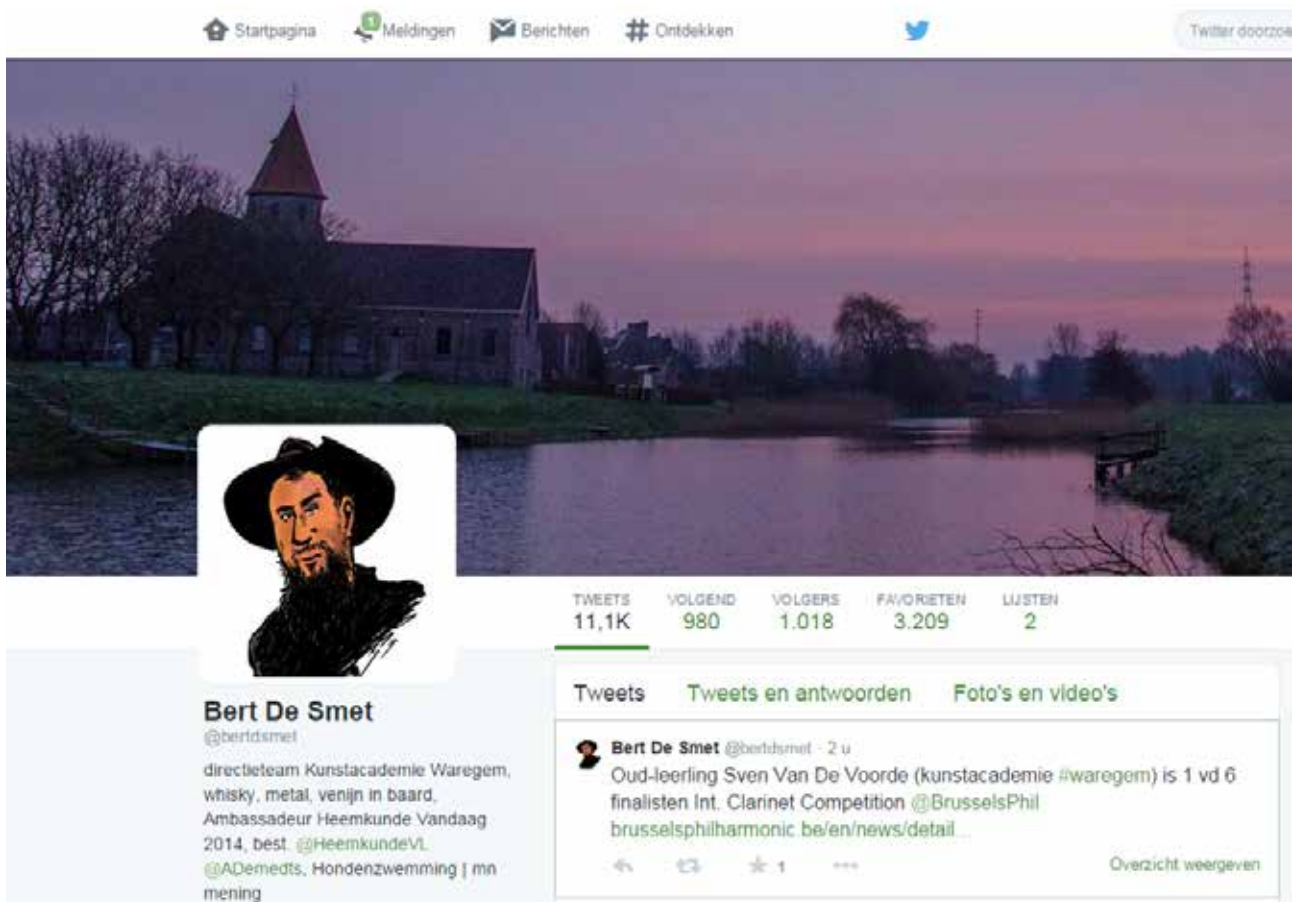 Startpagina
1
Meldingen
Berichten
Ontdekken
Twitter doorzoe
TWEETS
11,1K
VOLGEND
980
VOLGERS
1.018
FAVORIETEN
3.209
LIJSTEN
2
Bert De Smet
@bertdsmet
directieteam Kunstacademie Waregem,
whisky, metal, venijn in baard,
Ambassadeur Heemkunde Vandaag
2014, best. @HeemkundeVL
@ADemedts, Hondenzwemming | mn
mening
Tweets Tweets en antwoorden Foto's en video's
Bert De Smet @bertdsmet · 2 u
Oud-leerling Sven Van De Voorde (kunstacademie #waregem) is 1 vd 6
finalisten Int. Clarinet Competition @BrusselsPhil
brusselsphilharmonic.be/en/news/detail...
1
Overzicht weergeven